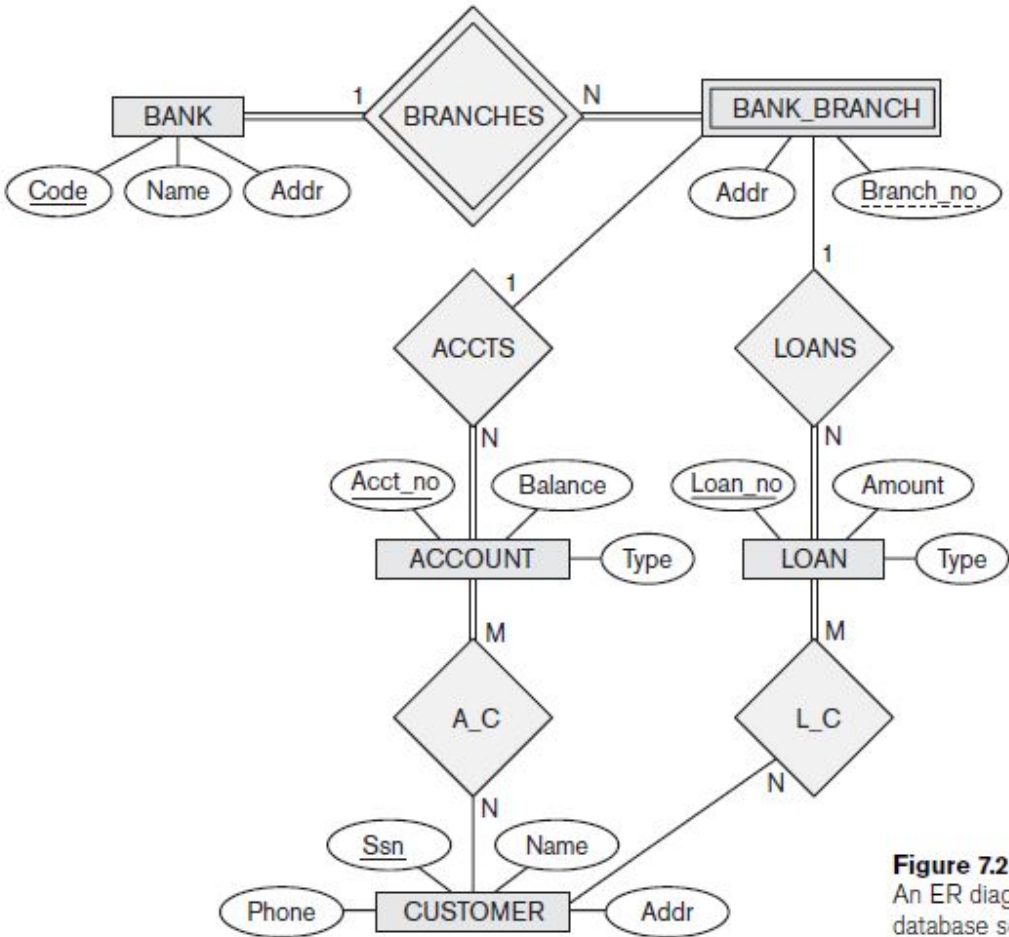 1
N
BANK
BRANCHES
BANK_BRANCH
Code
Name
Addr
Addr
Branch_no
1
1
ACCTS
LOANS
N
N
Acct_no
Balance
Loan_no
Amount
ACCOUNT
Type
LOAN
Type
M
M
A_C
L_C
N
N
Ssn
Name
Phone
CUSTOMER
Addr
Figure 7.2
An ER
database